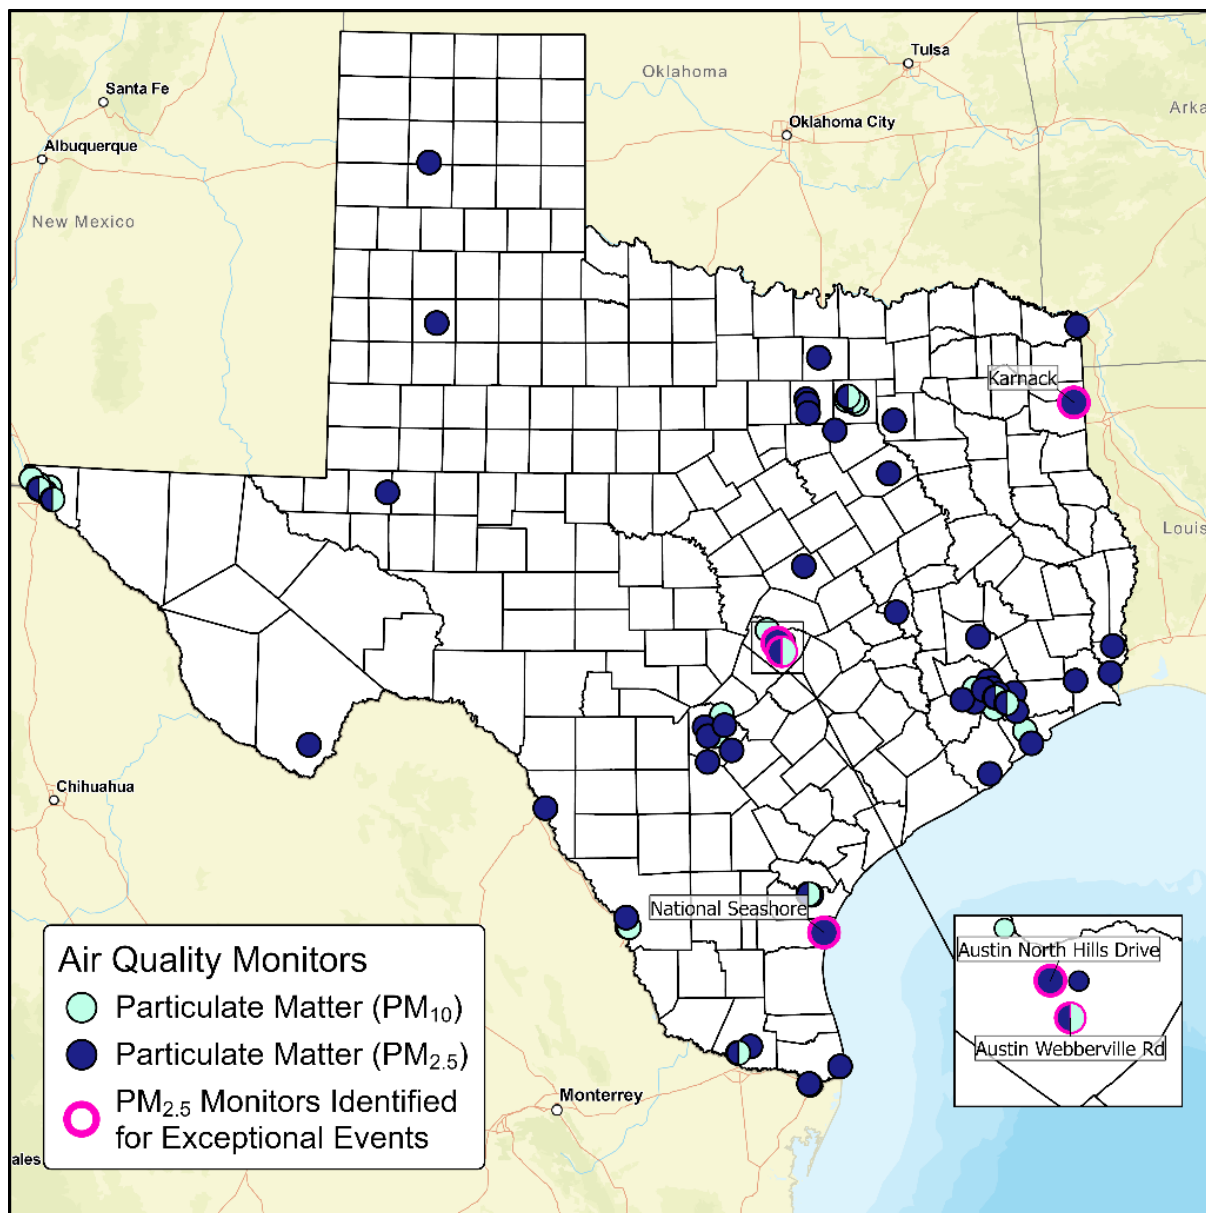 Tulsa
Oklahoma
Santa Fe
Arka
Oklahoma City
Albuquerque
New Mexico
Karnack
Louis
Chihuahua
National Seashore
Air Quality Monitors
Particulate Matter (PM10)
Particulate Matter (PM2.5)
PM2.5 Monitors Identified
for Exceptional Events
Austin North Hills Drive
Austin Webberville Rd
Monterrey
ales